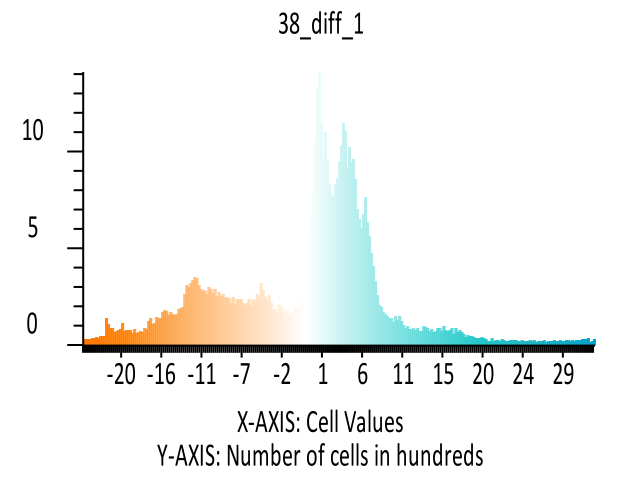 38_diff_1
10
5
0
-20 -16 -11 -7 -2 1 6 11 15 20 24 29
X-AXIS: Cell Values
Y-AXIS: Number of cells in hundreds